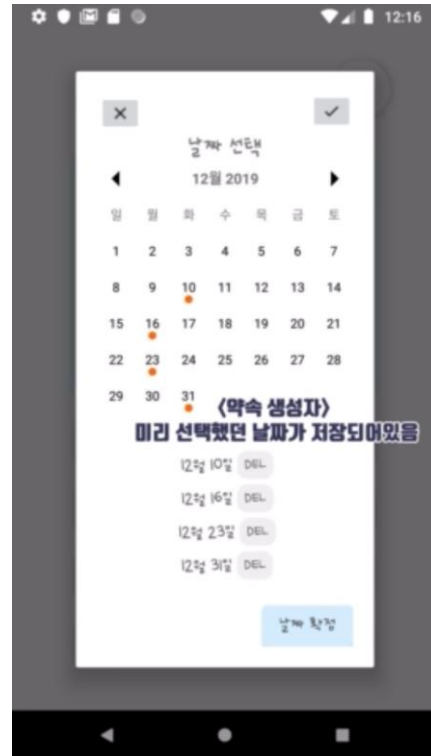 12:16
날짜 선택
12월 2019
일 월 화 수 목 금 토
1 2 3 4 5 6 7
8 9 10 11 12 13 14
15 16 17 18 19 20 21
22 23 24 25 26 27 28
29 30 31
〈약속 생성자〉
미리 선택했던 날짜가 저장되어있음
12월 10일 DEL
12월 16일 DEL
12월 23일 DEL
12월 31일 DEL
날짜 확정